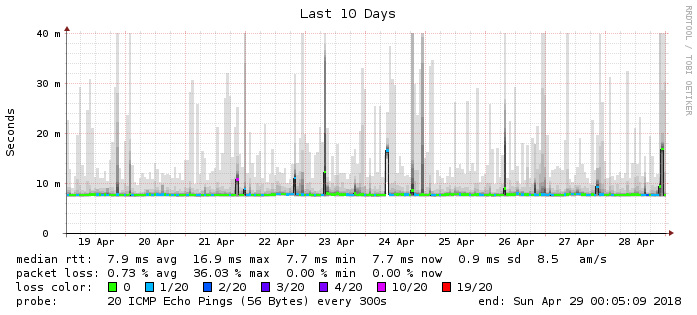 Last 10 Days
RRDTOOL / TOBI OETIKER
Seconds
40 m
30 m
20 m
10 m
0
19 Apr 20 Apr 21 Apr 22 Apr 23 Apr 24 Apr 25 Apr 26 Apr 27 Apr 28 Apr
median rtt: 7.9 ms avg 16.9 ms max 7.7 ms min 7.7 ms now 0.9 ms sd 8.5 am/s
packet loss: 0.73 % avg 36.03 % max 0.00 % min 0.00 % now
loss color: 0 1/20 2/20 3/20 4/20 10/20 19/20
probe: 20 ICMP Echo Pings (56 Bytes) every 300s end: Sun Apr 29 00:05:09 2018